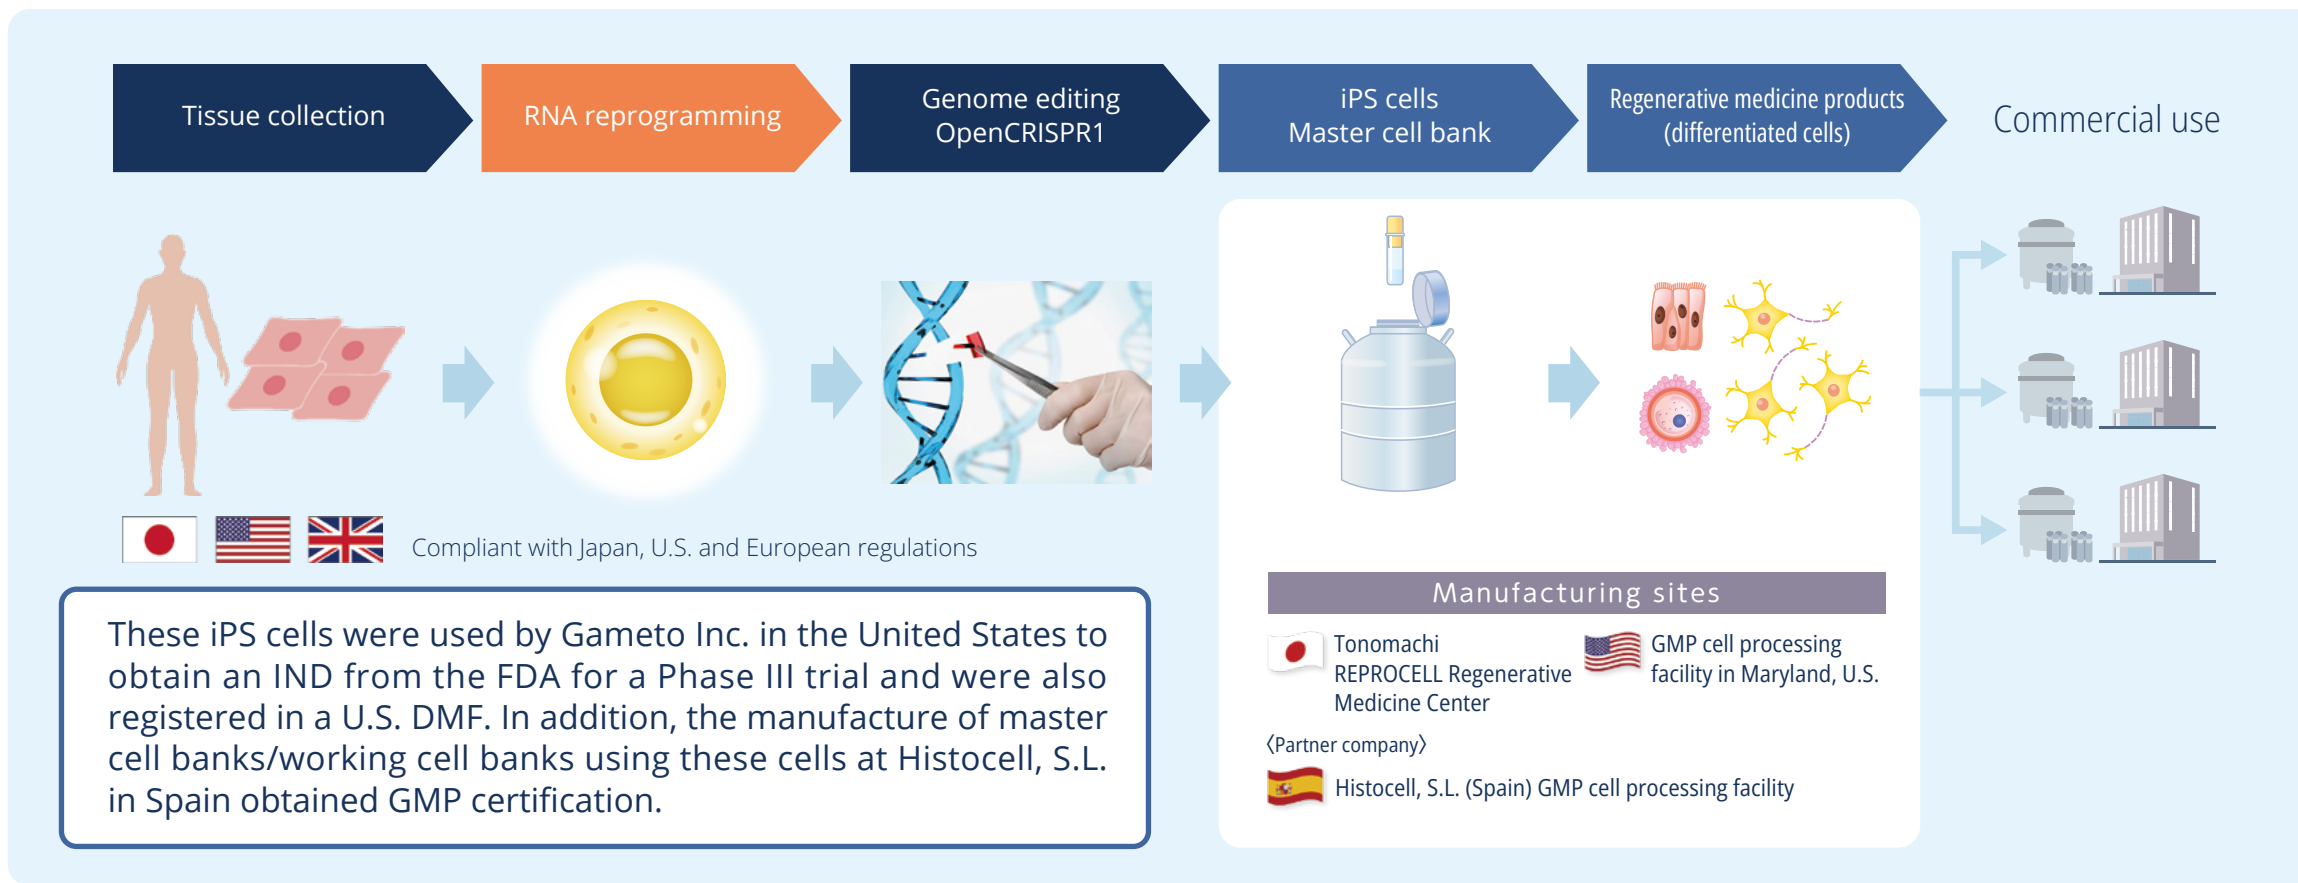 Tissue collection
RNA reprogramming
Genome editing
OpenCRISPR1
iPS cells
Master cell bank
Regenerative medicine products
(differentiated cells)
Commercial use
Compliant with Japan, U.S. and European regulations
These iPS cells were used by Gameto Inc. in the United States to
obtain an IND from the FDA for a Phase III trial and were also
registered in a U.S. DMF. In addition, the manufacture of master
cell banks/working cell banks using these cells at Histocell, S.L.
in Spain obtained GMP certification.
Manufacturing sites
Tonomachi
REPROCELL Regenerative
Medicine Center
GMP cell processing
facility in Maryland, U.S.
〈Partner company〉
Histocell, S.L. (Spain) GMP cell processing facility